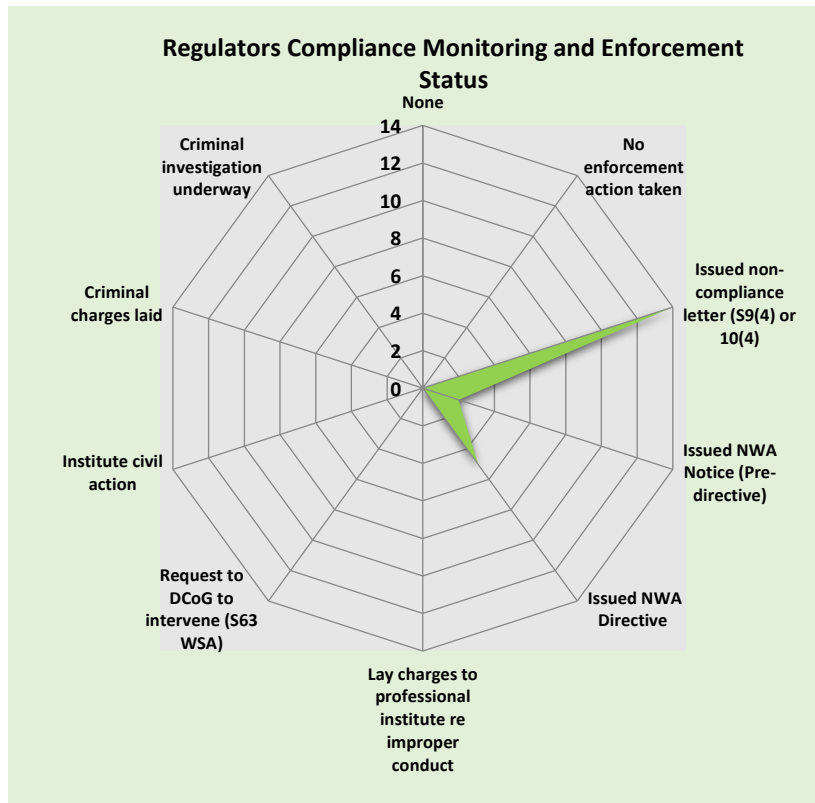 Regulators Compliance Monitoring and Enforcement
Status
None
14
12
10
8
6
4
2
0
No
enforcement
action taken
Issued non-
compliance
letter (S9(4) or
10(4)
Issued NWA
Notice (Pre-
directive)
Issued NWA
Directive
Lay charges to
professional
institute re
improper
conduct
Request to
DCoG to
intervene (S63
WSA)
Institute civil
action
Criminal
charges laid
Criminal
investigation
underway